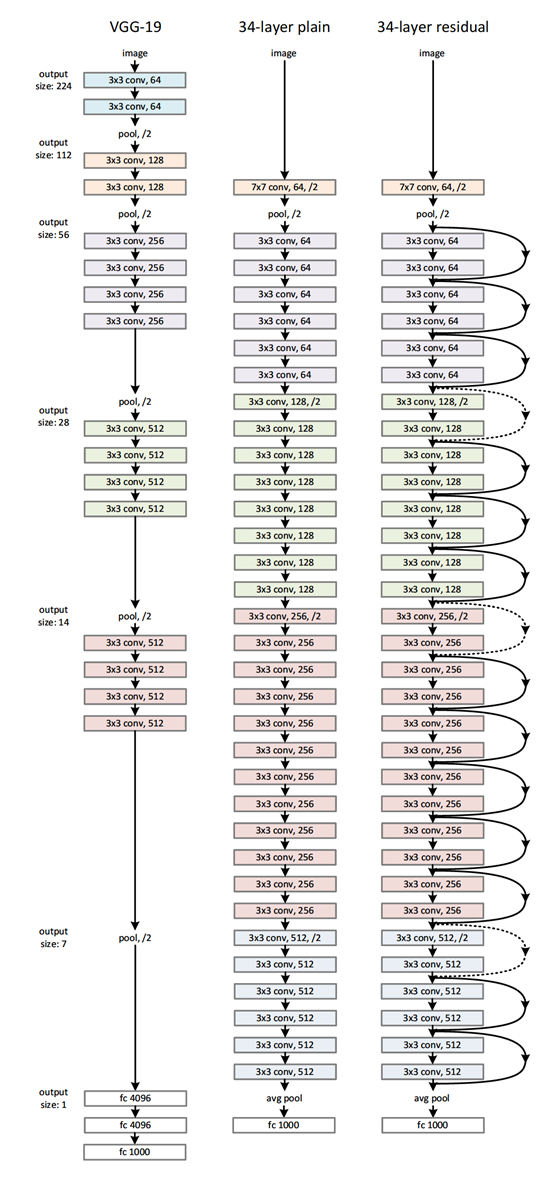 VGG-19
image
output
size: 224
3x3 conv, 64
3x3 conv, 64
pool, /2
output
size: 112
3x3 conv, 128
3x3 conv, 128
pool, /2
output
size: 56
3x3 conv, 256
3x3 conv, 256
3x3 conv, 256
3x3 conv, 256
pool, /2
output
size: 28
3x3 conv, 512
3x3 conv, 512
3x3 conv, 512
3x3 conv, 512
pool, /2
output
size: 14
3x3 conv, 512
3x3 conv, 512
3x3 conv, 512
3x3 conv, 512
output
size: 7
pool, /2
output
size: 1
fc 4096
fc 4096
fc 1000
34-layer plain
image
7x7 conv, 64, /2
pool, /2
3x3 conv, 64
3x3 conv, 64
3x3 conv, 64
3x3 conv, 64
3x3 conv, 64
3x3 conv, 64
3x3 conv, 128, /2
3x3 conv, 128
3x3 conv, 128
3x3 conv, 128
3x3 conv, 128
3x3 conv, 128
3x3 conv, 128
3x3 conv, 128
3x3 conv, 256, /2
3x3 conv, 256
3x3 conv, 256
3x3 conv, 256
3x3 conv, 256
3x3 conv, 256
3x3 conv, 256
3x3 conv, 256
3x3 conv, 256
3x3 conv, 256
3x3 conv, 256
3x3 conv, 256
3x3 conv, 512, /2
3x3 conv, 512
3x3 conv, 512
3x3 conv, 512
3x3 conv, 512
3x3 conv, 512
avg pool
fc 1000
34-layer residual
image
7x7 conv, 64, /2
pool, /2
3x3 conv, 64
3x3 conv, 64
3x3 conv, 64
3x3 conv, 64
3x3 conv, 64
3x3 conv, 64
3x3 conv, 128, /2
3x3 conv, 128
3x3 conv, 128
3x3 conv, 128
3x3 conv, 128
3x3 conv, 128
3x3 conv, 128
3x3 conv, 128
3x3 conv, 256, /2
3x3 conv, 256
3x3 conv, 256
3x3 conv, 256
3x3 conv, 256
3x3 conv, 256
3x3 conv, 256
3x3 conv, 256
3x3 conv, 256
3x3 conv, 256
3x3 conv, 256
3x3 conv, 256
3x3 conv, 512, /2
3x3 conv, 512
3x3 conv, 512
3x3 conv, 512
3x3 conv, 512
3x3 conv, 512
avg pool
fc 1000